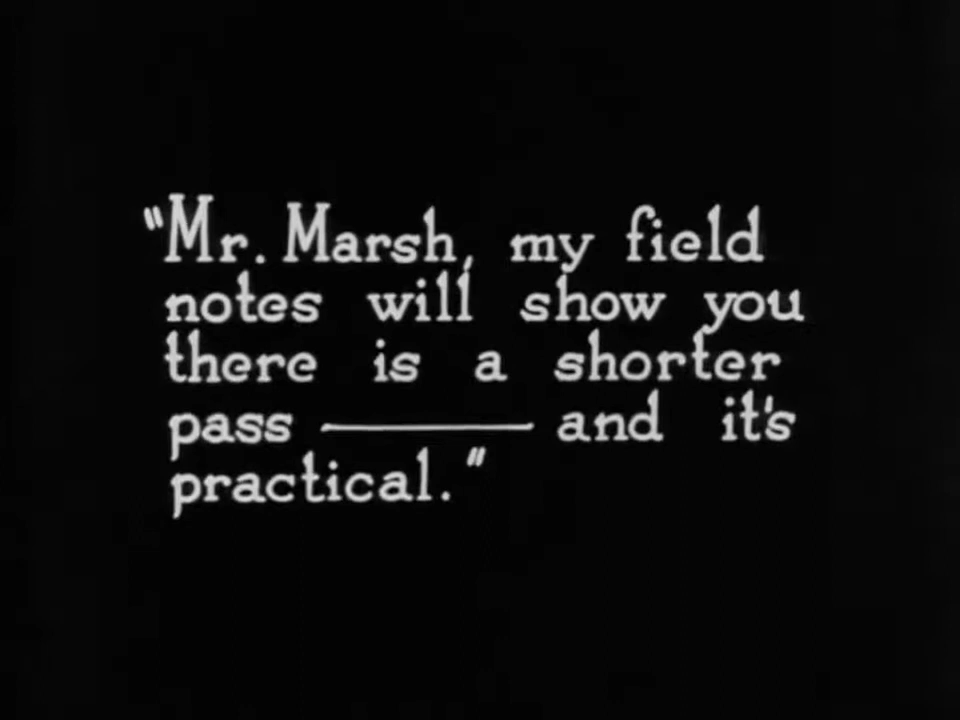 "Mr. Marsh, my field
notes will show you
there is a shorter
pass ——— and it's
practical."